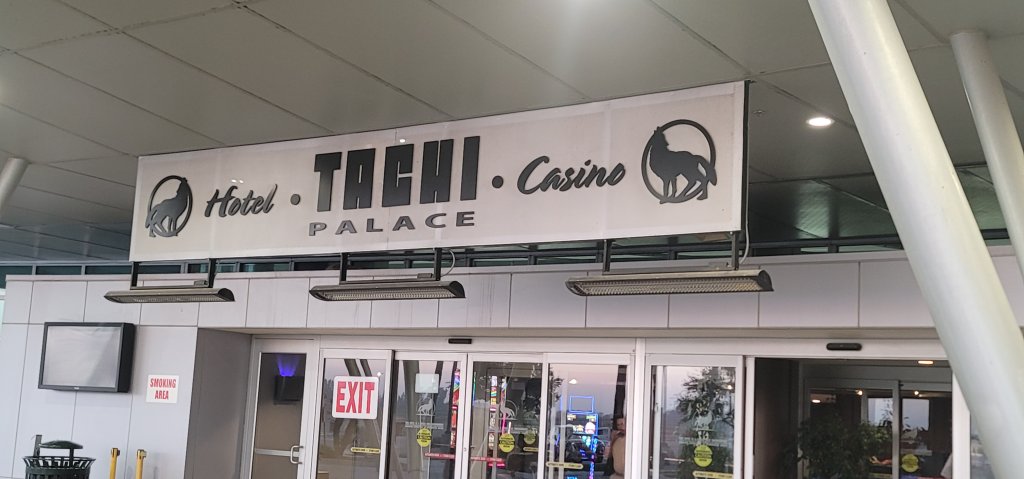 Hotel • TACHI • Casino
PALACE
SMOKING
AREA
EXIT